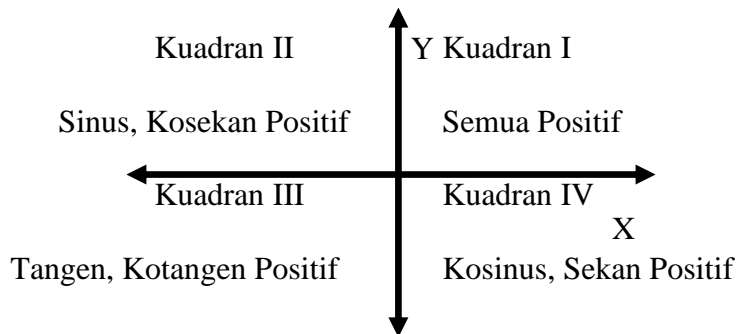 Kuadran II
Y Kuadran I
Sinus, Kosekan Positif
Semua Positif
Kuadran III
Kuadran IV
X
Tangen, Kotangen Positif
Kosinus, Sekan Positif